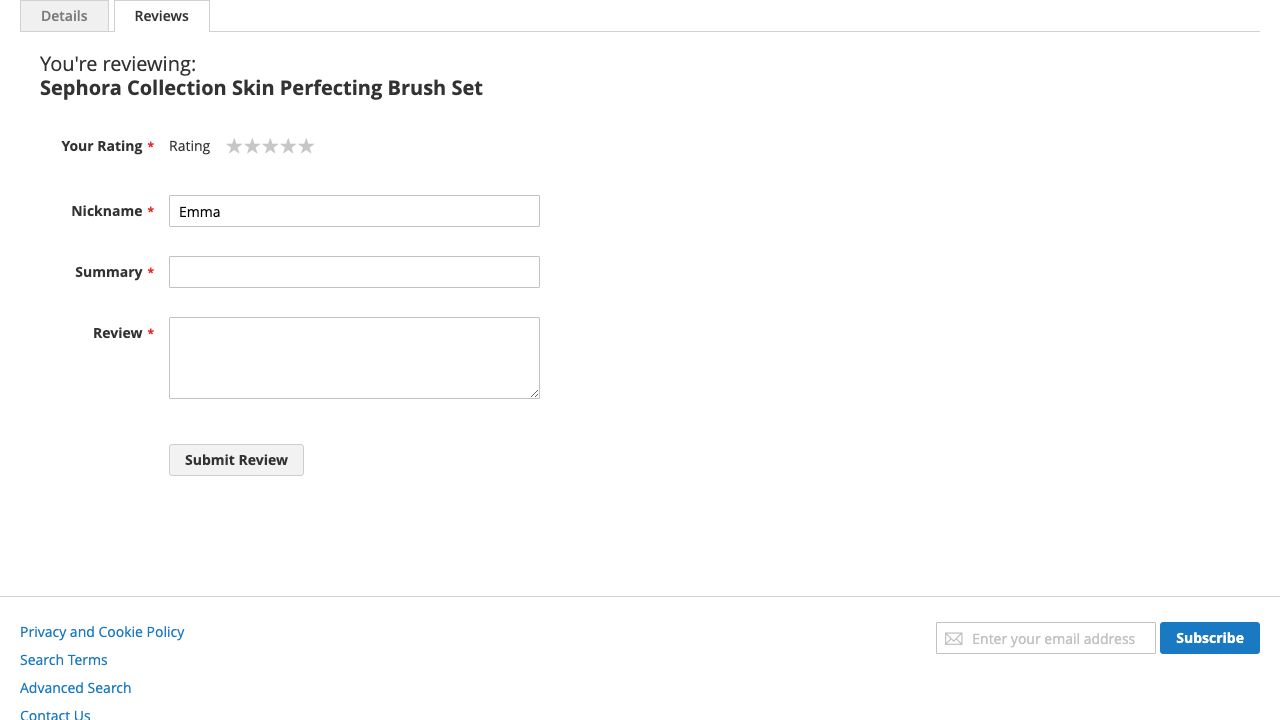 Details
Reviews
You're reviewing:
Sephora Collection Skin Perfecting Brush Set
Your Rating *
Rating
Nickname *
Emma
Summary *
Review *
Submit Review
Privacy and Cookie Policy
Search Terms
Advanced Search
Contact Us
Enter your email address
Subscribe